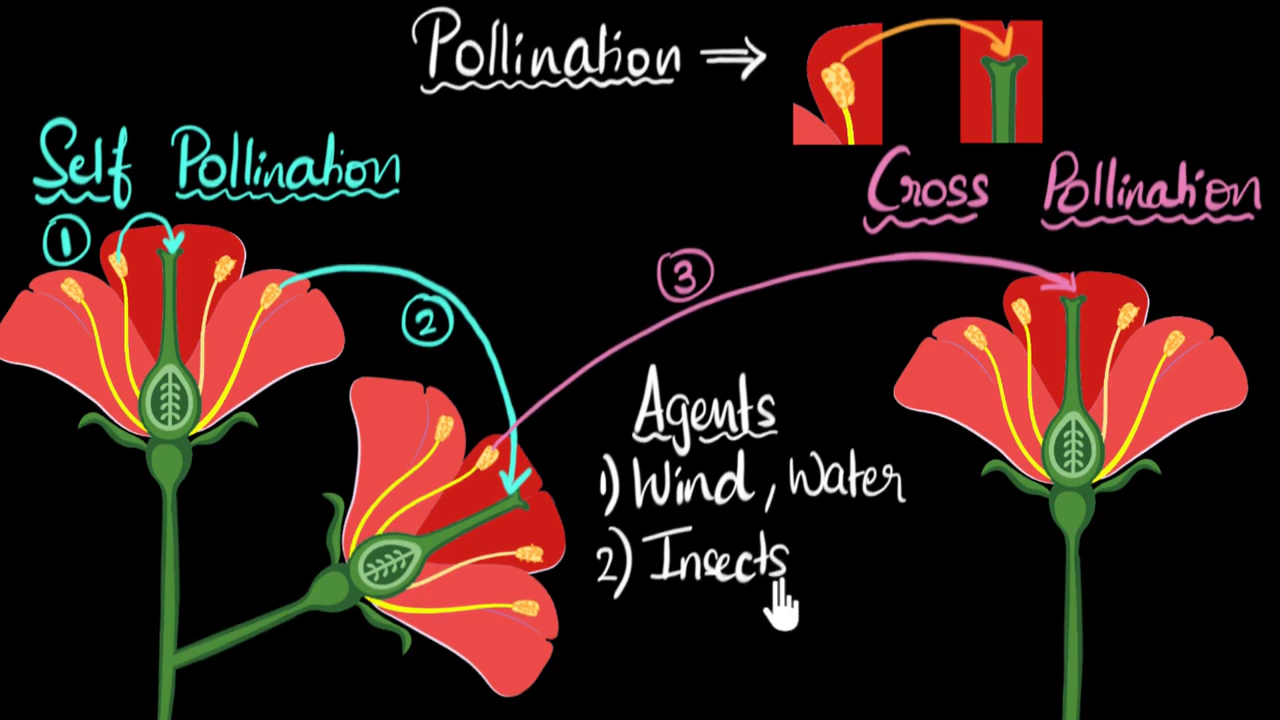 Pollination ⇒
Self Pollination
Cross Pollination
1
2
3
Agents
1) Wind, Water
2) Insects